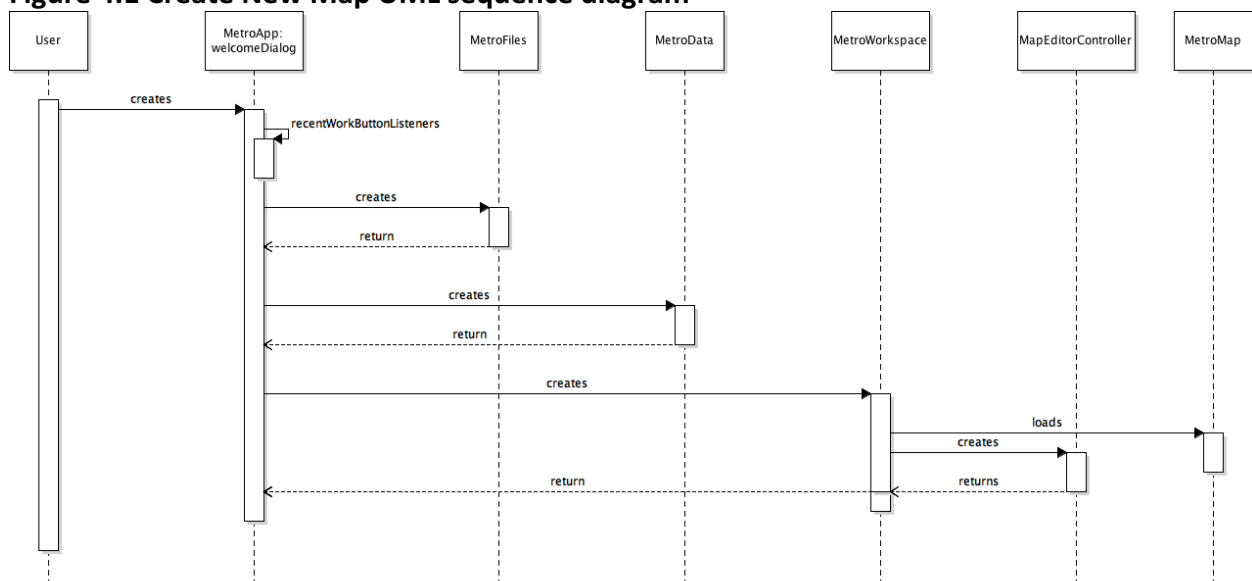 Figure 4.2 Create New Map UML sequence diagram
User
MetroApp:
welcomeDialog
MetroFiles
MetroData
MetroWorkspace
MapEditorController
MetroMap
creates
recentWorkButtonListeners
creates
return
creates
return
creates
loads
creates
return
returns